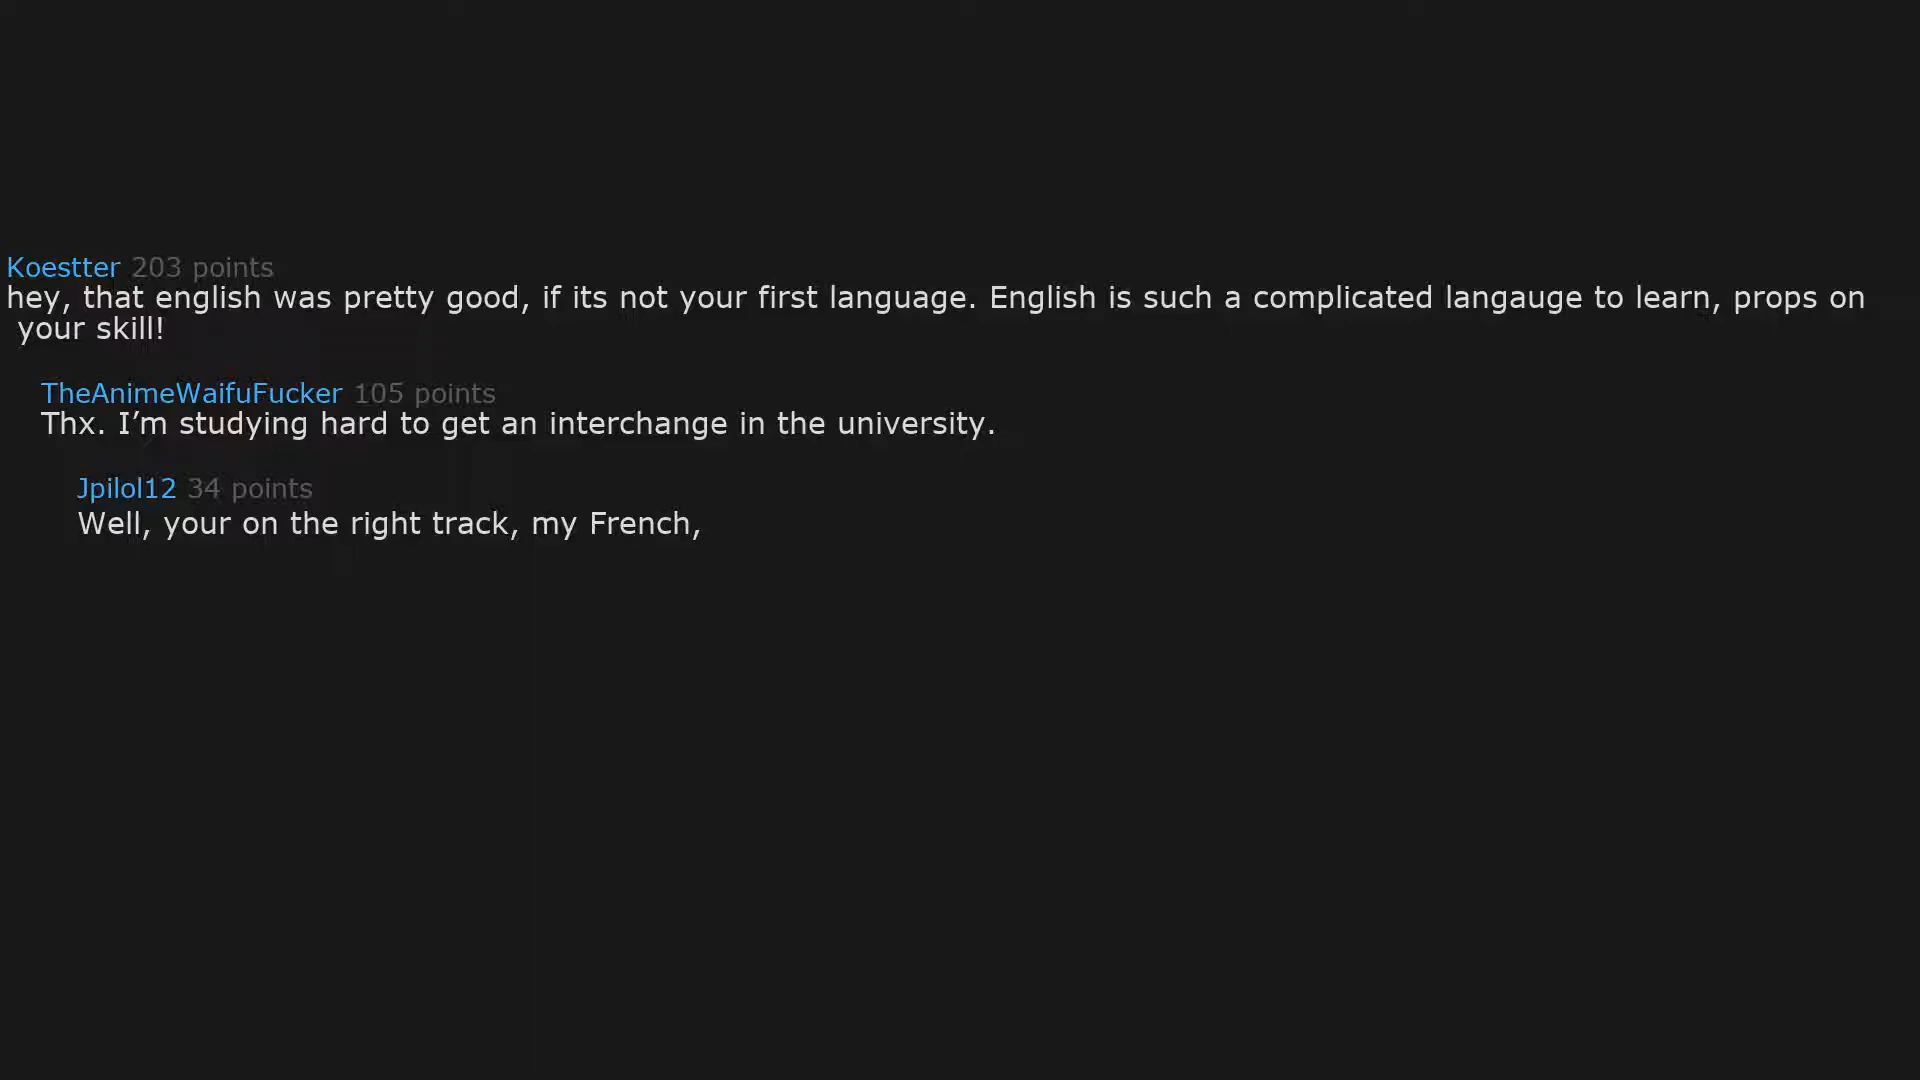 Koestter 203 points
hey, that english was pretty good, if its not your first language. English is such a complicated langauge to learn, props on
your skill!
TheAnimeWaifuFucker 105 points
Thx. I’m studying hard to get an interchange in the university.
Jpilol12 34 points
Well, your on the right track, my French,